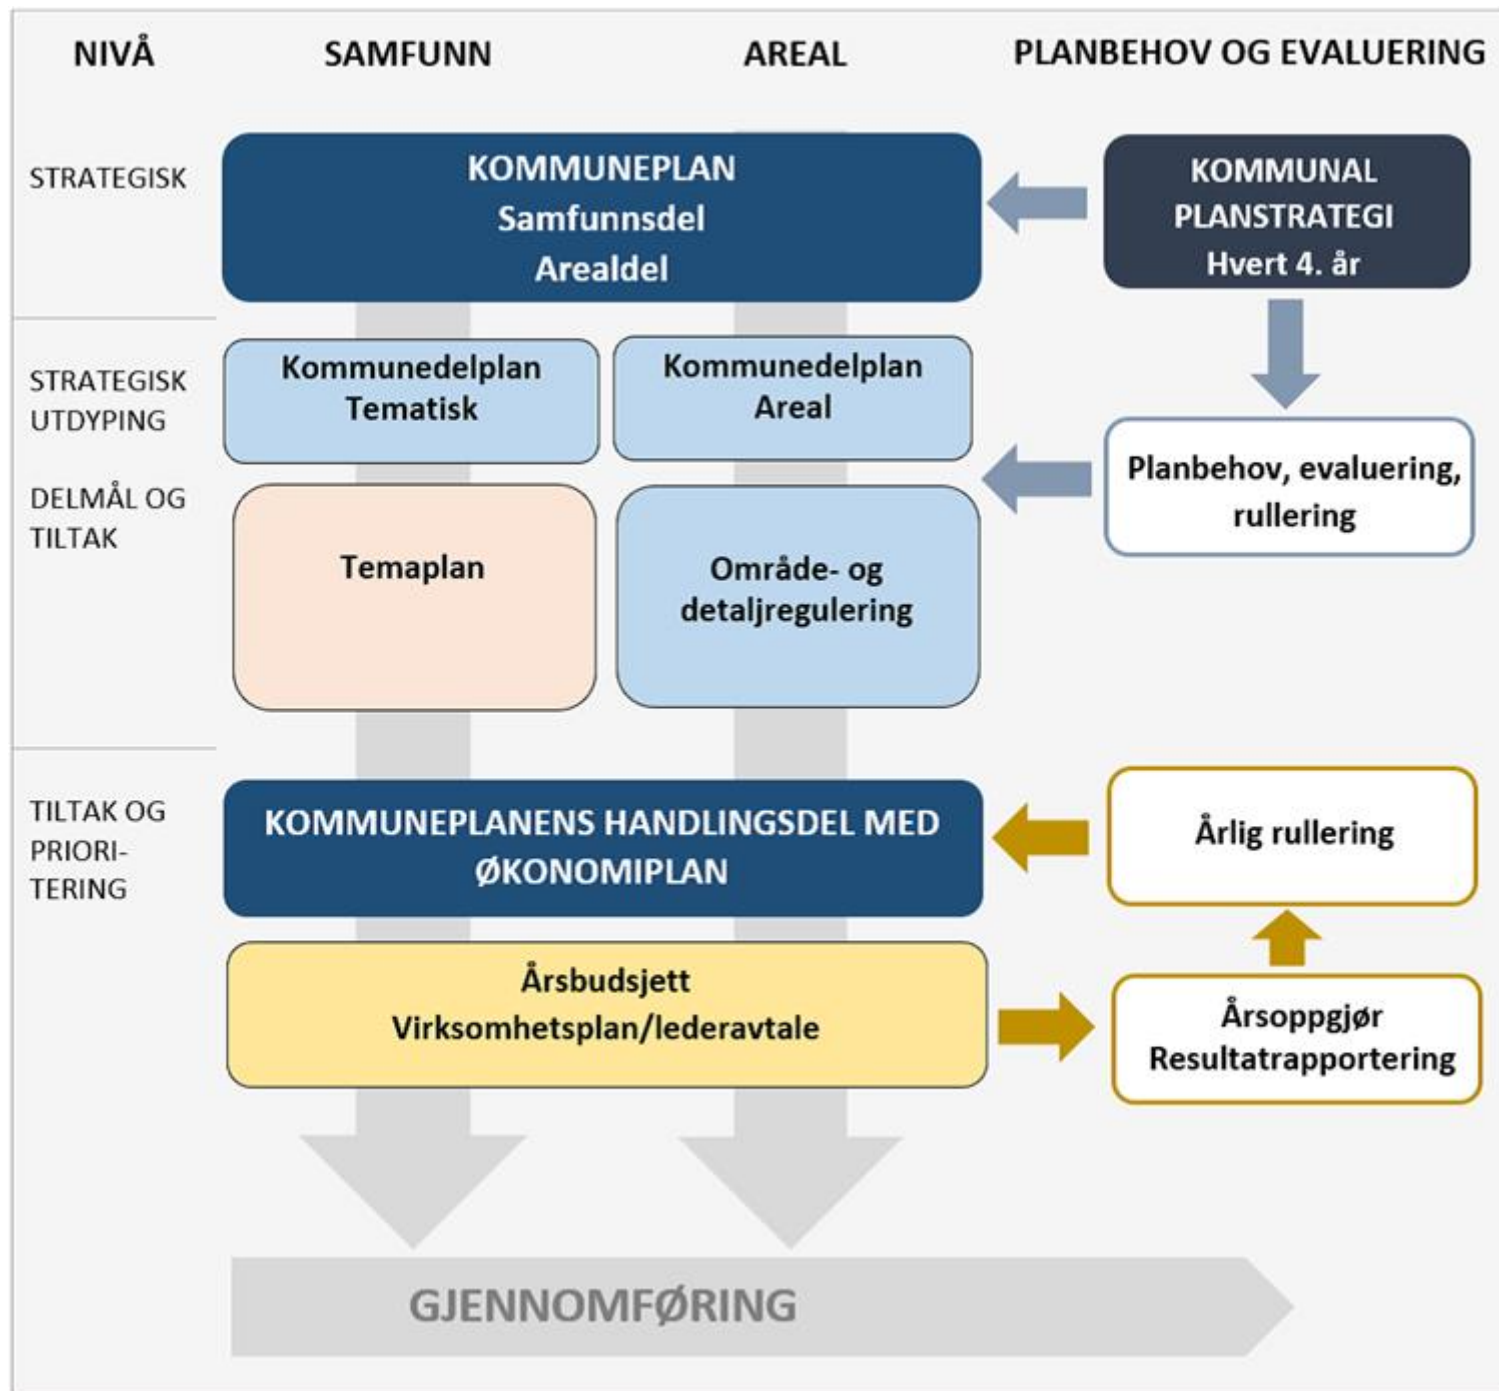 NIVÅ
SAMFUNN
AREAL
PLANBEHOV OG EVALUERING
STRATEGISK
KOMMUNEPLAN
Samfunnsdel
Arealdel
KOMMUNAL
PLANSTRATEGI
Hvert 4. år
STRATEGISK
UTDYPING
Kommunedelplan
Tematisk
Kommunedelplan
Areal
Planbehov, evaluering,
rullering
DELMÅL OG
TILTAK
Temaplan
Område- og
detaljregulering
TILTAK OG
PRIORI-
TERING
KOMMUNEPLANENS HANDLINGSDEL MED
ØKONOMIPLAN
Årlig rullering
Årsbudsjett
Virksomhetsplan/lederavtale
Årsoppgjør
Resultatrapportering
GJENNOMFØRING